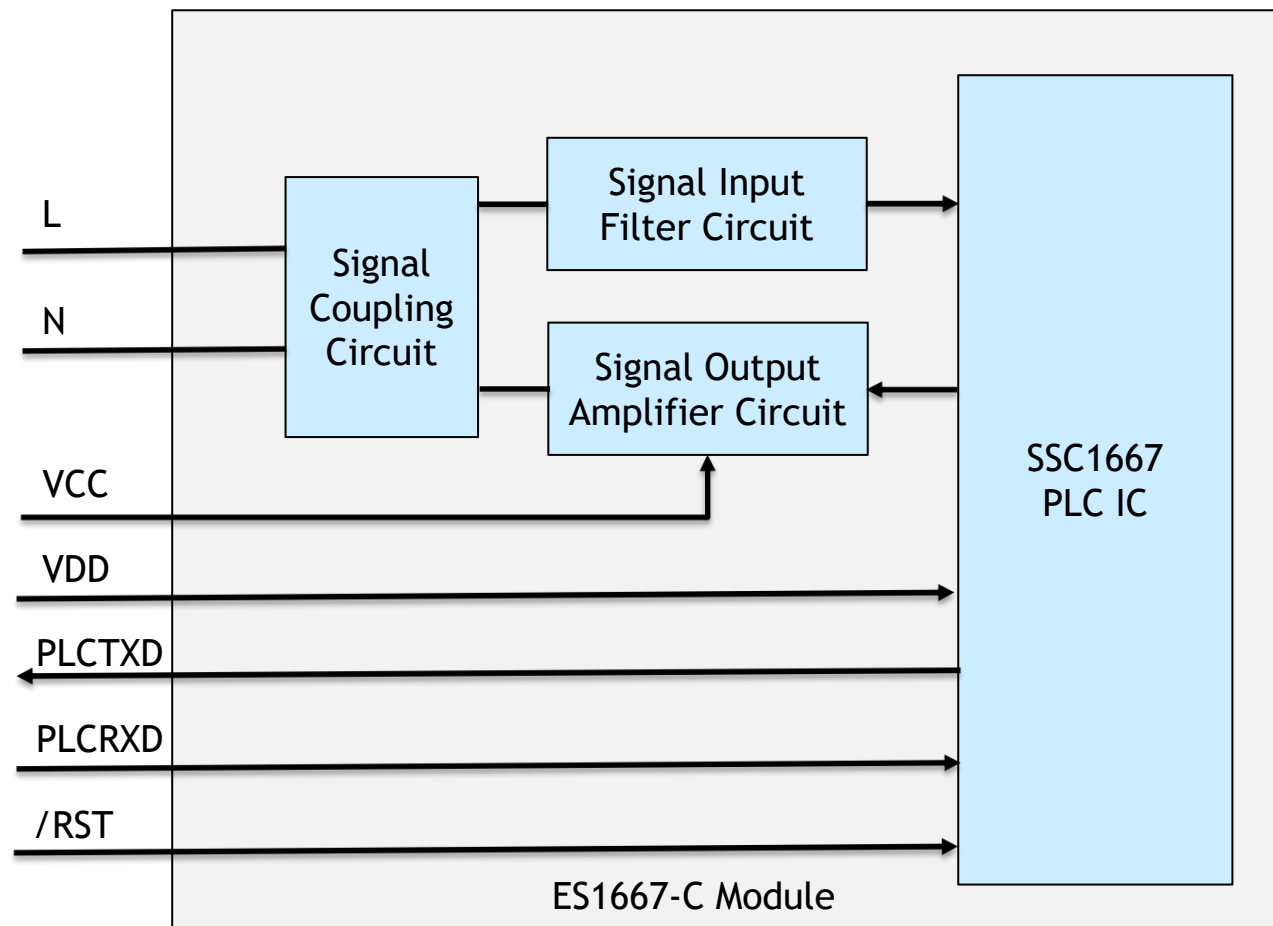 L
N
VCC
VDD
PLCTXD
PLCRXD
/RST
Signal
Coupling
Circuit
Signal Input
Filter Circuit
Signal Output
Amplifier Circuit
SSC1667
PLC IC
ES1667-C Module